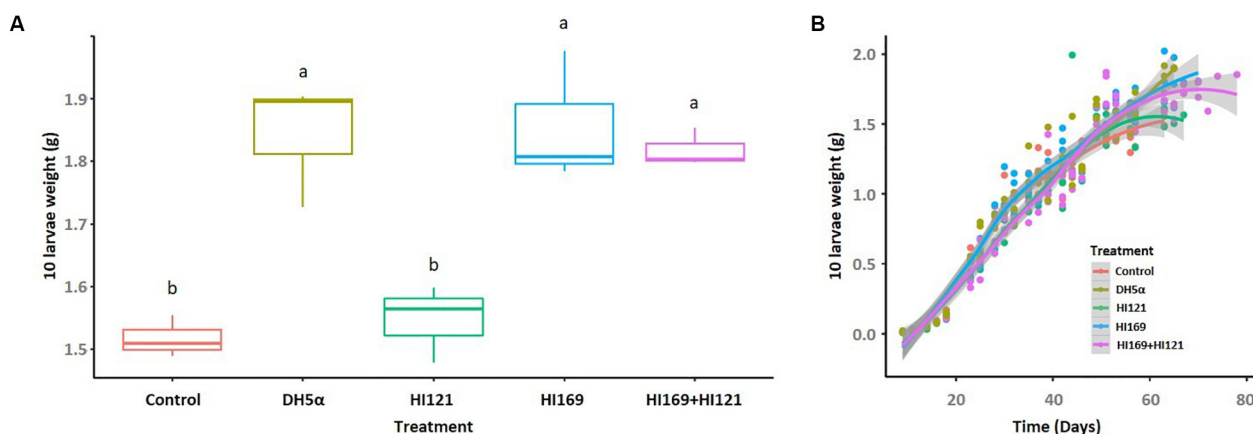 A
10 larvae weight (g)
1.9
1.8
1.7
1.6
1.5
b
a
b
a
a
Control
DH5α
HI121
HI169
HI169+HI121
Treatment
B
10 larvae weight (g)
2.0
1.5
1.0
0.5
0.0
20
40
60
80
Time (Days)
Treatment
Control
DH5α
HI121
HI169
HI169+HI121